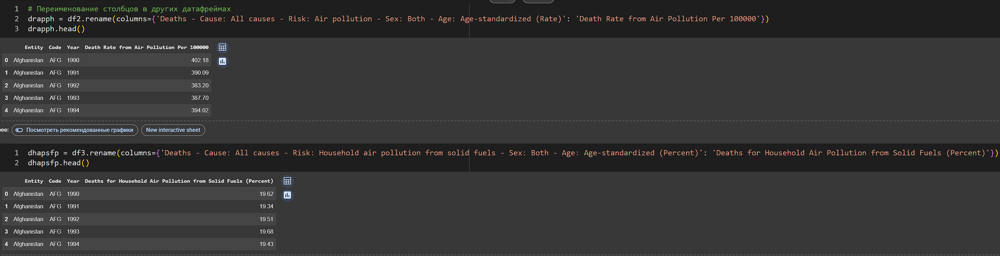 1 # Переименование столбцов в других датафреймах
2 drapph = df2.rename(columns={'Deaths - Cause: All causes - Risk: Air pollution - Sex: Both - Age: Age-standardized (Rate)': 'Death Rate from Air Pollution Per 100000'})
3 drapph.head()
Entity Code Year Death Rate from Air Pollution Per 100000
0 Afghanistan AFG 1990 402.18
1 Afghanistan AFG 1991 390.09
2 Afghanistan AFG 1992 383.20
3 Afghanistan AFG 1993 387.70
4 Afghanistan AFG 1994 394.02
Посмотреть рекомендованные графики New interactive sheet
1 dhapsfp = df3.rename(columns={'Deaths - Cause: All causes - Risk: Household air pollution from solid fuels - Sex: Both - Age: Age-standardized (Percent)': 'Deaths for Household Air Pollution from Solid Fuels (Percent)'})
2 dhapsfp.head()
Entity Code Year Deaths for Household Air Pollution from Solid Fuels (Percent)
0 Afghanistan AFG 1990 19.62
1 Afghanistan AFG 1991 19.34
2 Afghanistan AFG 1992 19.51
3 Afghanistan AFG 1993 19.68
4 Afghanistan AFG 1994 19.43